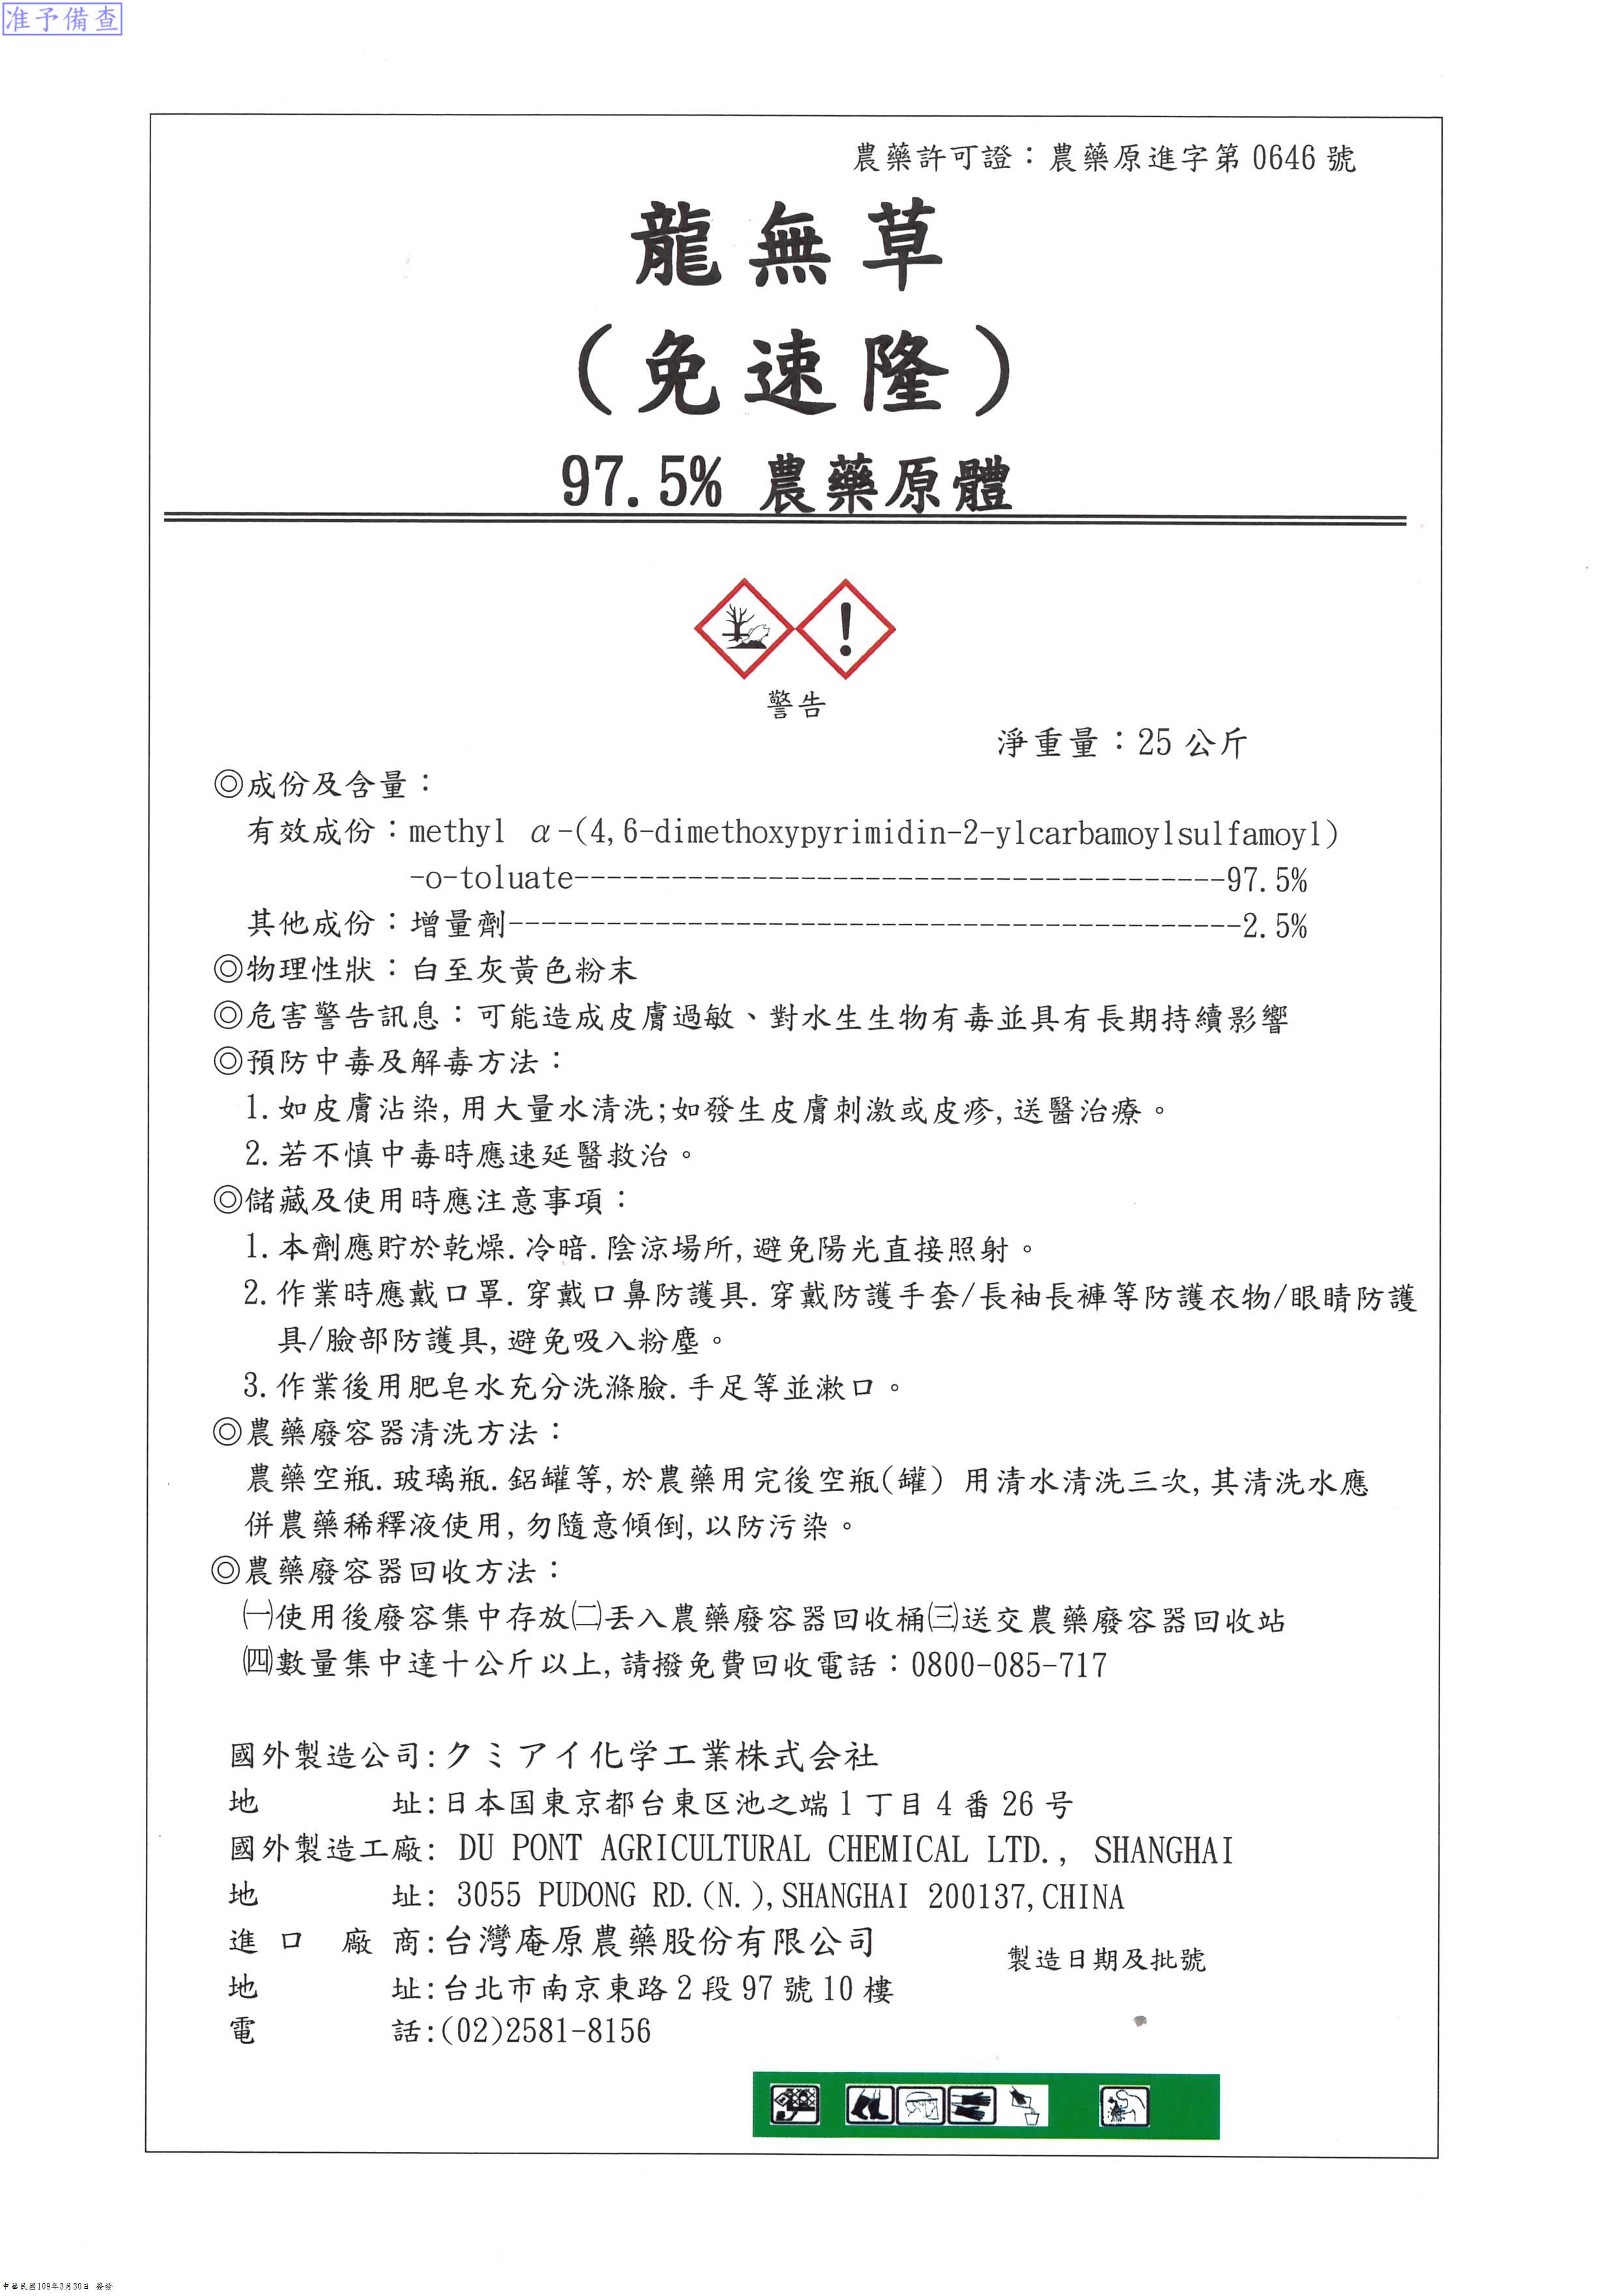 准予備查
農藥許可證：農藥原進字第 0646 號
龍無草
(免速隆)
97.5% 農藥原體
警告
淨重量：25 公斤
◎成份及含量：
有效成份：methyl α-(4,6-dimethoxypyrimidin-2-ylcarbamoylsulfamoyl)
-o-toluate----------------------------------------97.5%
其他成份：增量劑---------------------------------------------2.5%
◎物理性狀：白至灰黃色粉末
◎危害警告訊息：可能造成皮膚過敏、對水生生物有毒並具有長期持續影響
◎預防中毒及解毒方法：
1.如皮膚沾染,用大量水清洗;如發生皮膚刺激或皮疹,送醫治療。
2.若不慎中毒時應速延醫救治。
◎儲藏及使用時應注意事項：
1.本劑應貯於乾燥.冷暗.陰涼場所,避免陽光直接照射。
2.作業時應戴口罩.穿戴口鼻防護具.穿戴防護手套/長袖長褲等防護衣物/眼睛防護
具/臉部防護具,避免吸入粉塵。
3.作業後用肥皂水充分洗滌臉.手足等並漱口。
◎農藥廢容器清洗方法：
農藥空瓶.玻璃瓶.鋁罐等,於農藥用完後空瓶(罐) 用清水清洗三次,其清洗水應
併農藥稀釋液使用,勿隨意傾倒,以防污染。
◎農藥廢容器回收方法：
㈠使用後廢容集中存放㈡丟入農藥廢容器回收桶㈢送交農藥廢容器回收站
㈣數量集中達十公斤以上,請撥免費回收電話：0800-085-717
國外製造公司:クミアイ化学工業株式会社
地 址:日本国東京都台東区池之端 1 丁目 4 番 26 号
國外製造工廠: DU PONT AGRICULTURAL CHEMICAL LTD., SHANGHAI
地 址: 3055 PUDONG RD.(N.),SHANGHAI 200137,CHINA
進口廠商:台灣庵原農藥股份有限公司
製造日期及批號
地 址:台北市南京東路 2 段 97 號 10 樓
電 話:(02)2581-8156
中華民國109年3月30日 簽發